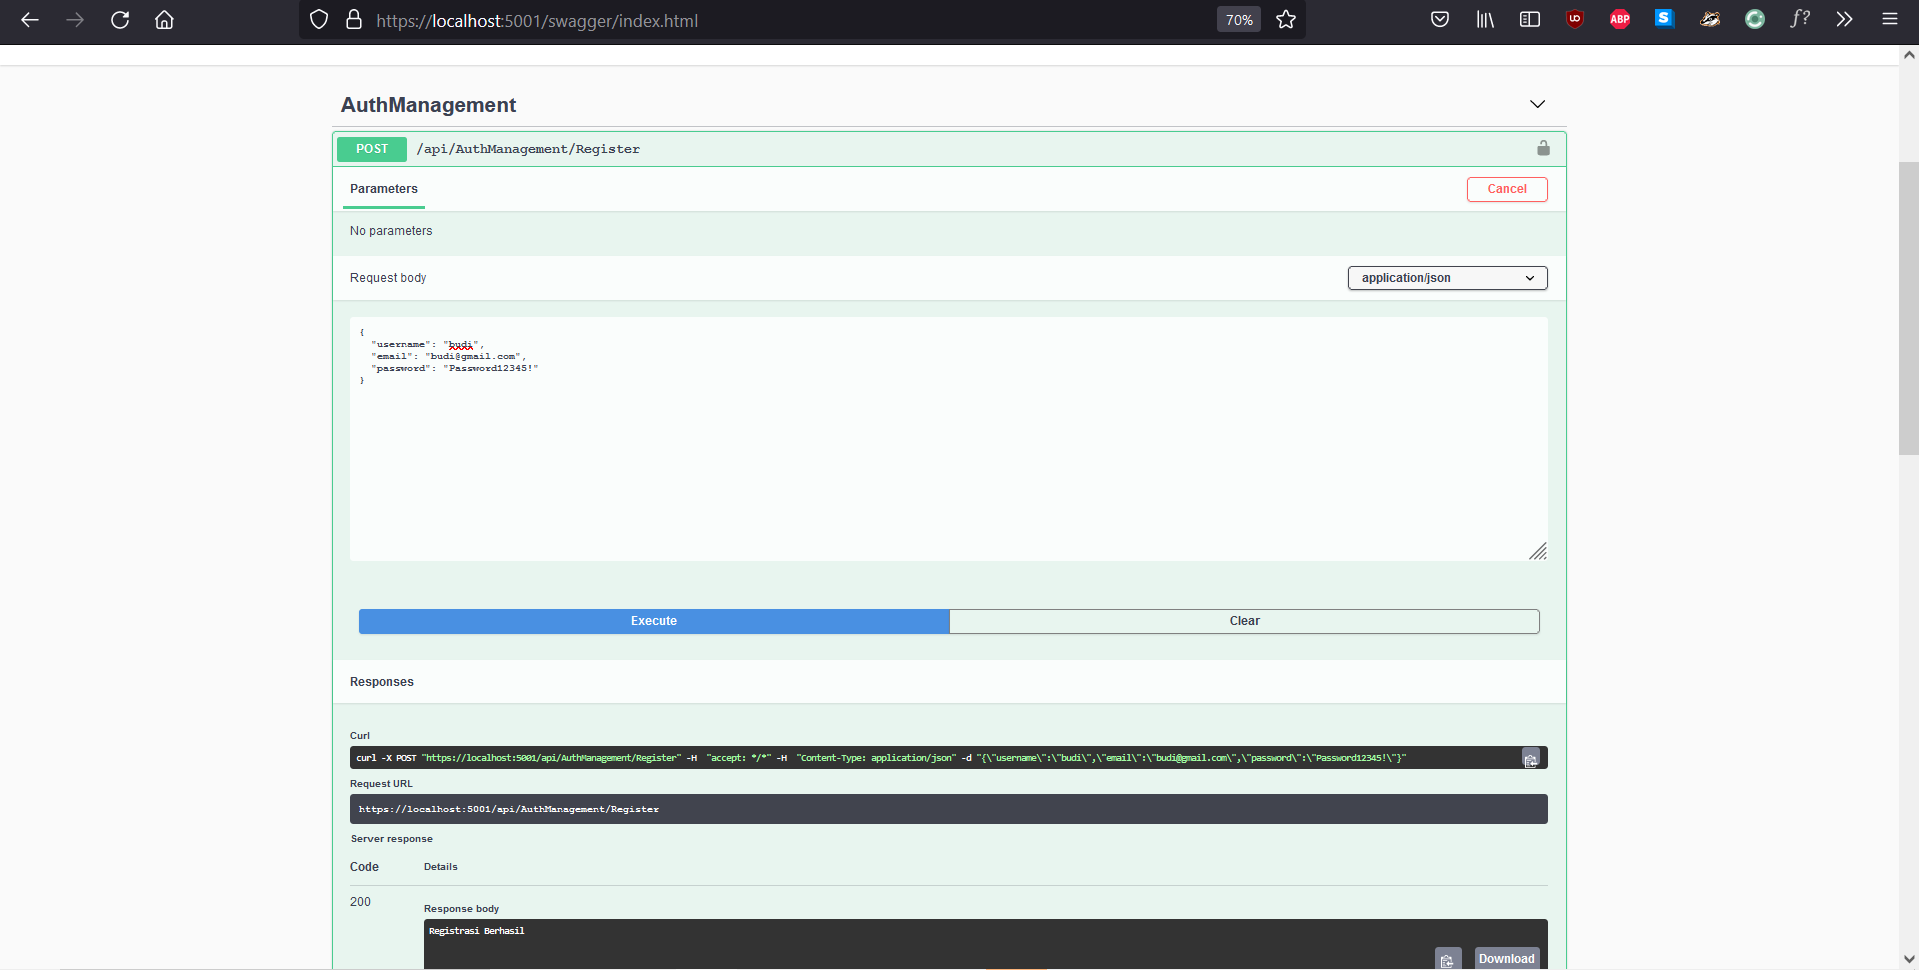 https://localhost:5001/swagger/index.html
70%
ABP
S
f?
AuthManagement
POST /api/AuthManagement/Register
Parameters
Cancel
No parameters
Request body
application/json
{
"username": "budi",
"email": "budi@gmail.com",
"password": "Password12345!"
}
Execute
Clear
Responses
Curl
curl -X POST "https://localhost:5001/api/AuthManagement/Register" -H  "accept: */*" -H  "Content-Type: application/json" -d "{\"username\":\"budi\",\"email\":\"budi@gmail.com\",\"password\":\"Password12345!\"}"
Request URL
https://localhost:5001/api/AuthManagement/Register
Server response
Code Details
200
Response body
Registrasi Berhasil
Download